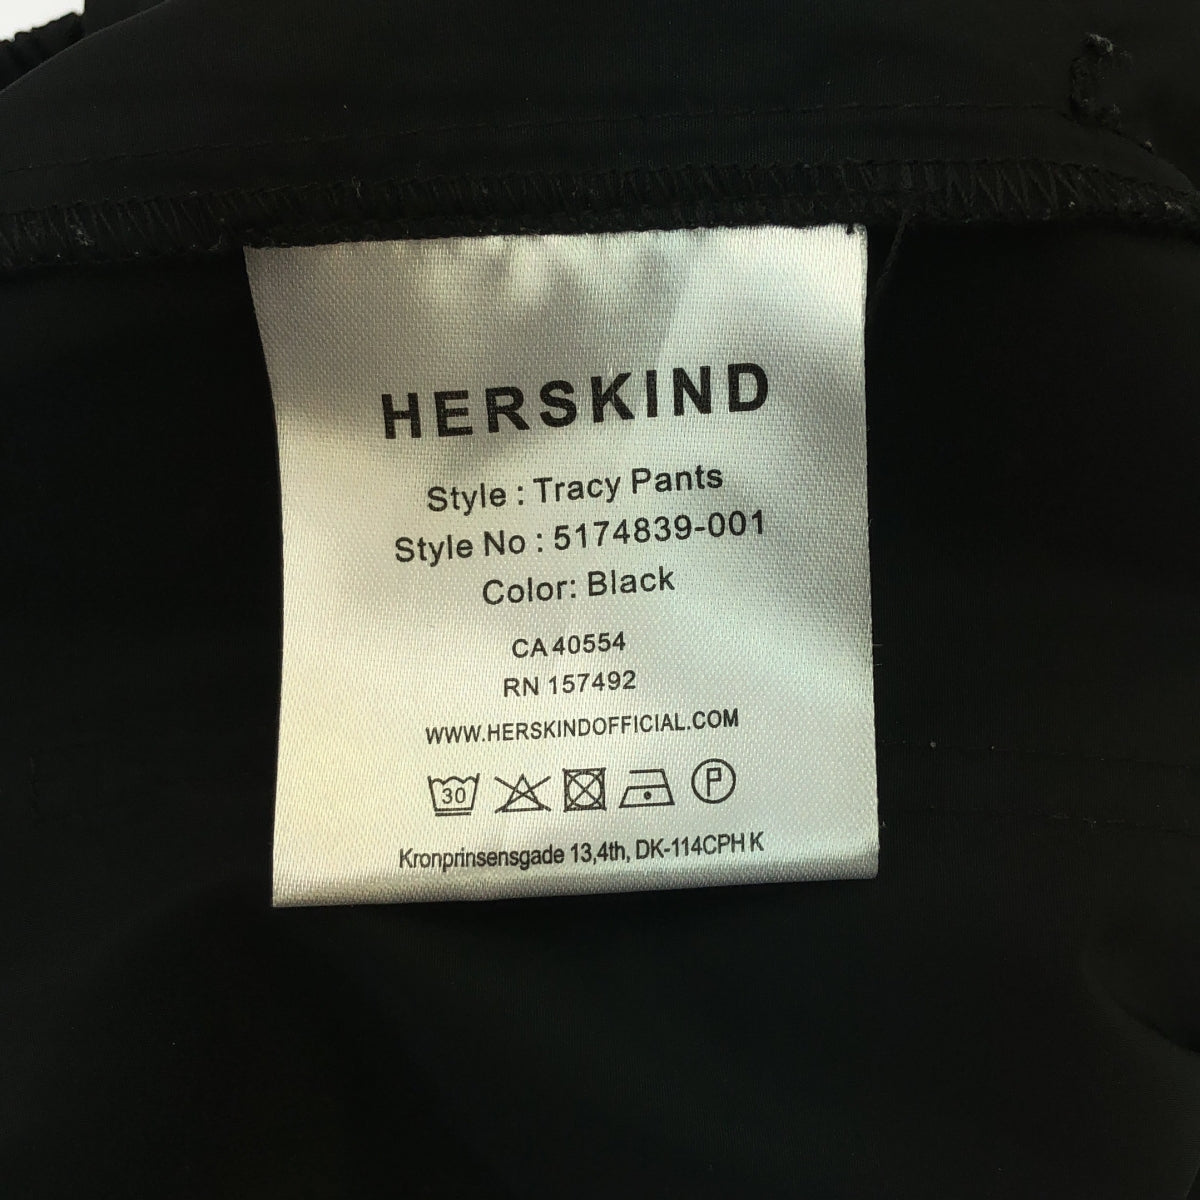 HERSKIND
Style : Tracy Pants
Style No : 5174839-001
Color: Black
CA 40554
RN 157492
WWW.HERSKINDOFFICIAL.COM
30 P
Kronprinsensgade 13,4th, DK-114CPH K